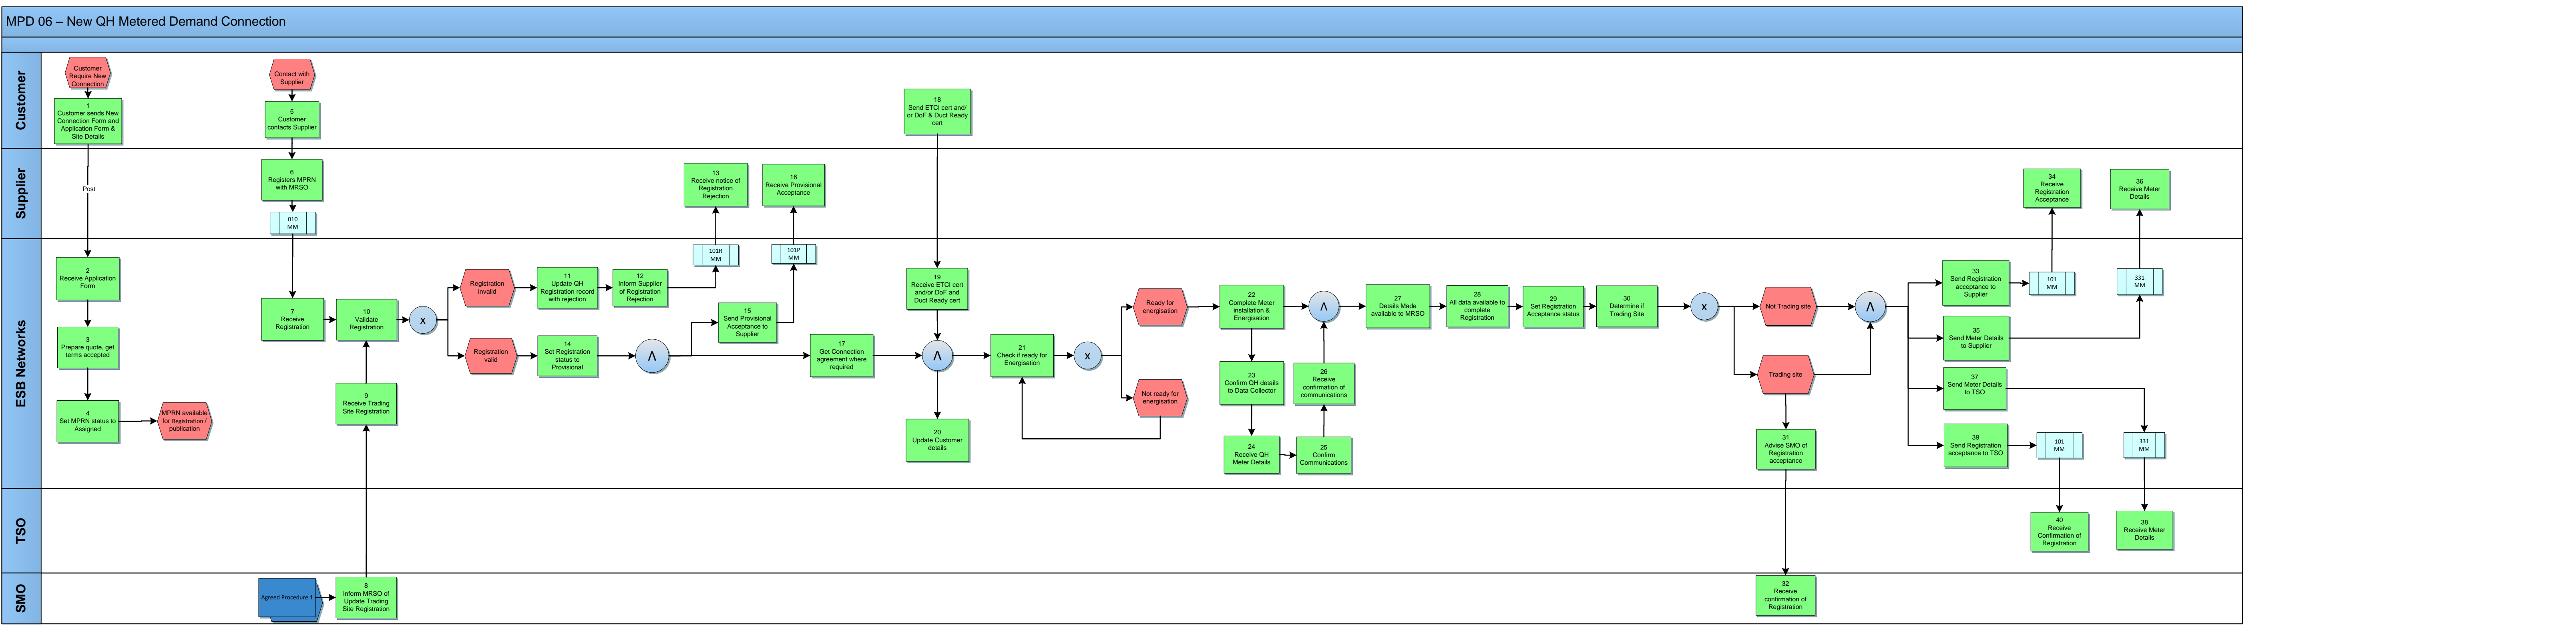 MPD 06 – New QH Metered Demand Connection
Customer
Customer
Require New
Connection
1
Customer sends New
Connection Form and
Application Form &
Site Details
Contact with
Supplier
5
Customer
contacts Supplier
18
Send ETCI cert and/
or DoF & Duct Ready
cert
Supplier
Post
6
Registers MPRN
with MRSO
010
MM
13
Receive notice of
Registration
Rejection
16
Receive Provisional
Acceptance
34
Receive
Registration
Acceptance
36
Receive Meter
Details
ESB Networks
2
Receive Application
Form
3
Prepare quote, get
terms accepted
4
Set MPRN status to
Assigned
MPRN available
for Registration /
publication
7
Receive
Registration
10
Validate
Registration
9
Receive Trading
Site Registration
X
Registration
invalid
Registration
valid
11
Update QH
Registration record
with rejection
12
Inform Supplier
of Registration
Rejection
101R
MM
101P
MM
14
Set Registration
status to
Provisional
Λ
15
Send Provisional
Acceptance to
Supplier
17
Get Connection
agreement where
required
19
Receive ETCI cert
and/or DoF and
Duct Ready cert
Λ
20
Update Customer
details
21
Check if ready for
Energisation
X
Ready for
energisation
Not ready for
energisation
22
Complete Meter
installation &
Energisation
23
Confirm QH details
to Data Collector
24
Receive QH
Meter Details
25
Confirm
Communications
26
Receive
confirmation of
communications
Λ
27
Details Made
available to MRSO
28
All data available to
complete
Registration
29
Set Registration
Acceptance status
30
Determine if
Trading Site
X
Not Trading site
Trading site
31
Advise SMO of
Registration
acceptance
Λ
33
Send Registration
acceptance to
Supplier
101
MM
331
MM
35
Send Meter Details
to Supplier
37
Send Meter Details
to TSO
39
Send Registration
acceptance to TSO
101
MM
331
MM
TSO
40
Receive
Confirmation of
Registration
38
Receive Meter
Details
SMO
Agreed Procedure 1
8
Inform MRSO of
Update Trading
Site Registration
32
Receive
confirmation of
Registration